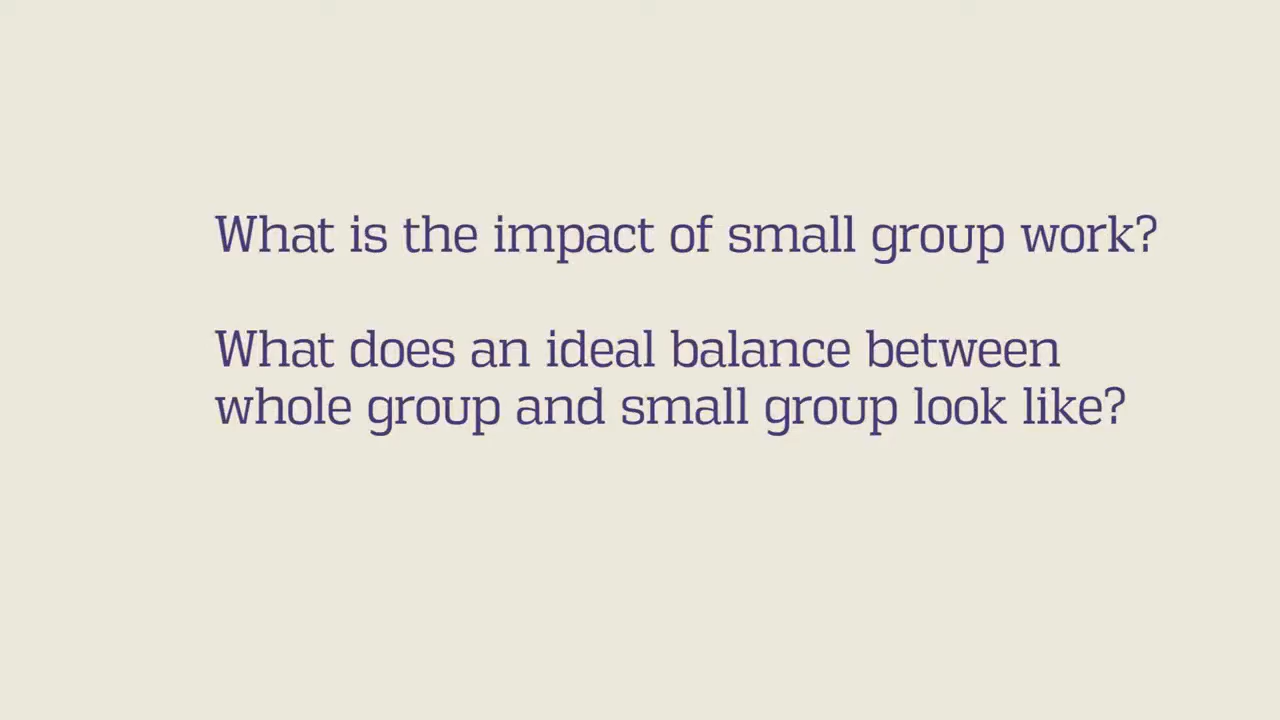 What is the impact of small group work?
What does an ideal balance between
whole group and small group look like?